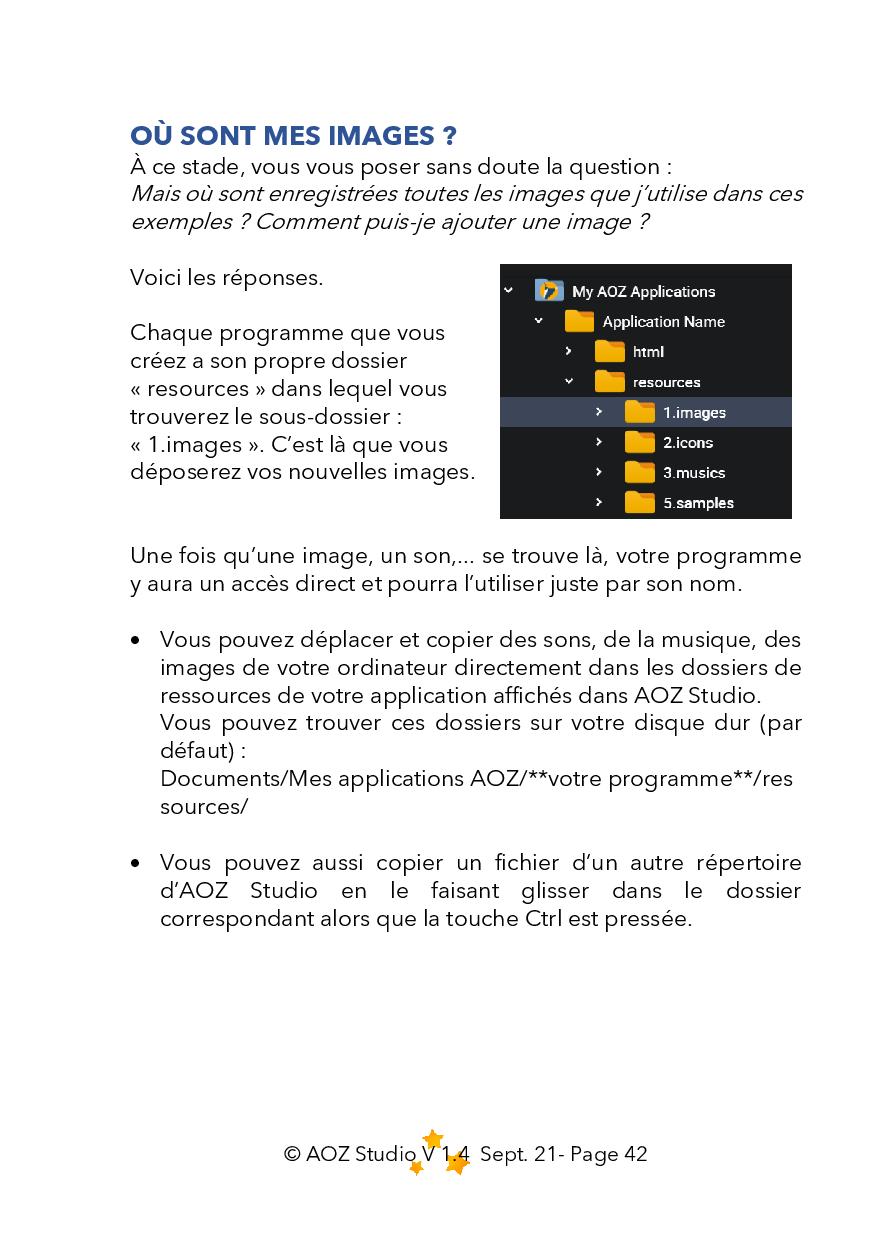 OÙ SONT MES IMAGES ?
À ce stade, vous vous poser sans doute la question :
Mais où sont enregistrées toutes les images que j’utilise dans ces
exemples ? Comment puis-je ajouter une image ?
Voici les réponses.
Chaque programme que vous
créez a son propre dossier
« resources » dans lequel vous
trouverez le sous-dossier :
« 1.images ». C’est là que vous
déposerez vos nouvelles images.
My AOZ Applications
Application Name
html
resources
1.images
2.icons
3.musics
5.samples
Une fois qu’une image, un son,... se trouve là, votre programme
y aura un accès direct et pourra l’utiliser juste par son nom.
• Vous pouvez déplacer et copier des sons, de la musique, des
images de votre ordinateur directement dans les dossiers de
ressources de votre application affichés dans AOZ Studio.
Vous pouvez trouver ces dossiers sur votre disque dur (par
défaut) :
Documents/Mes applications AOZ/**votre programme**/res
sources/
• Vous pouvez aussi copier un fichier d’un autre répertoire
d’AOZ Studio en le faisant glisser dans le dossier
correspondant alors que la touche Ctrl est pressée.
© AOZ Studio V 1.4 Sept. 21- Page 42